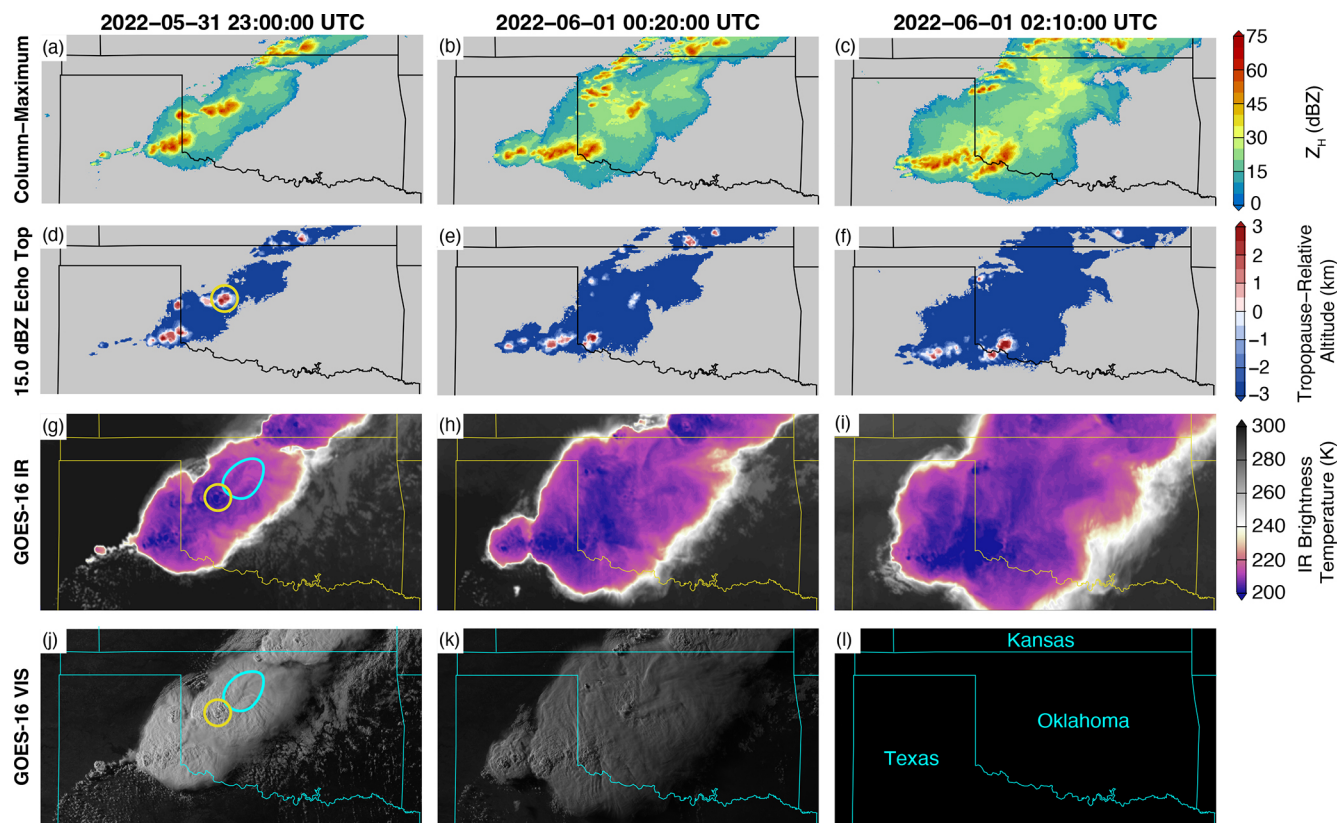 2022-05-31 23:00:00 UTC
2022-06-01 00:20:00 UTC
2022-06-01 02:10:00 UTC
Column-Maximum
(a)
(b)
(c)
75
60
45
30
15
0
Z_H (dBZ)
15.0 dBZ Echo Top
(d)
(e)
(f)
3
2
1
0
-1
-2
-3
Tropopause-Relative
Altitude (km)
GOES-16 IR
(g)
(h)
(i)
300
280
260
240
220
200
IR Brightness
Temperature (K)
GOES-16 VIS
(j)
(k)
(l)
Kansas
Oklahoma
Texas